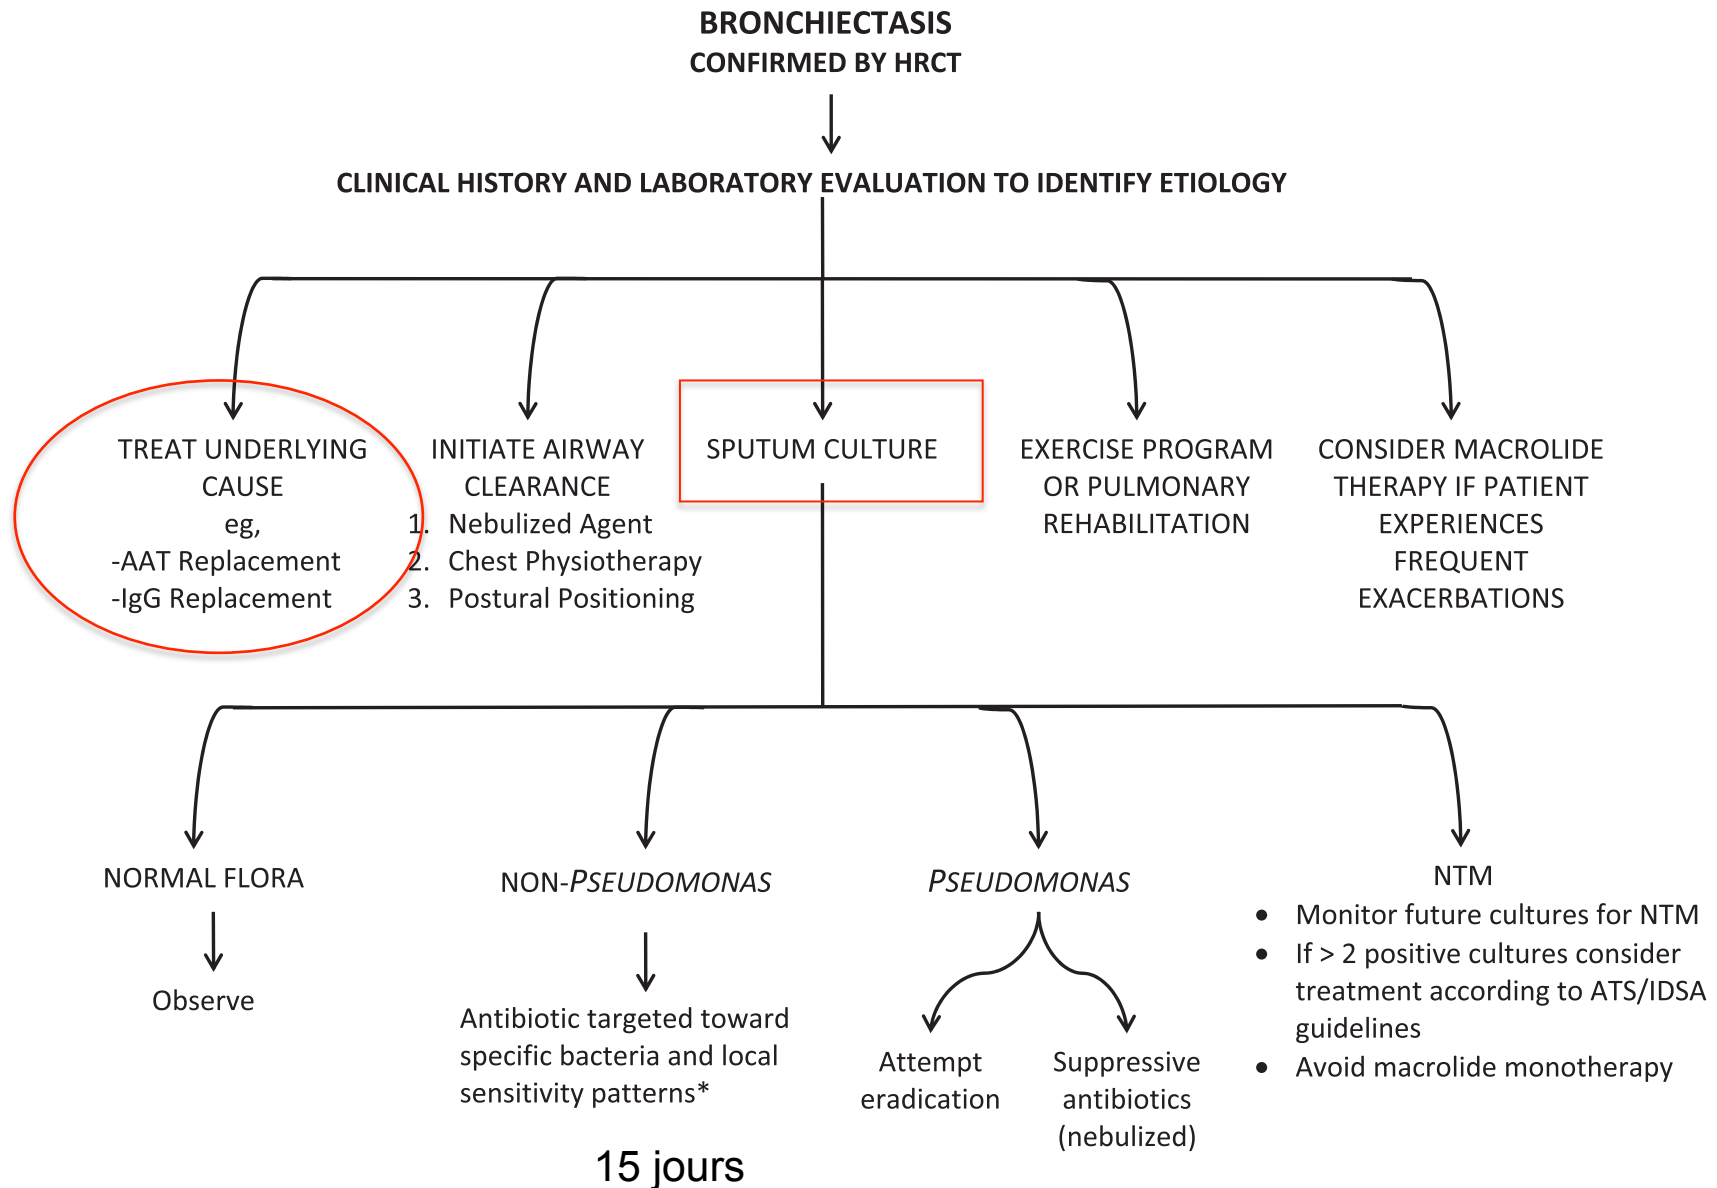 BRONCHIECTASIS
CONFIRMED BY HRCT
CLINICAL HISTORY AND LABORATORY EVALUATION TO IDENTIFY ETIOLOGY
TREAT UNDERLYING
CAUSE
eg,
-AAT Replacement
-IgG Replacement
INITIATE AIRWAY
CLEARANCE
1. Nebulized Agent
2. Chest Physiotherapy
3. Postural Positioning
SPUTUM CULTURE
EXERCISE PROGRAM
OR PULMONARY
REHABILITATION
CONSIDER MACROLIDE
THERAPY IF PATIENT
EXPERIENCES
FREQUENT
EXACERBATIONS
NORMAL FLORA
Observe
NON-PSEUDOMONAS
Antibiotic targeted toward
specific bacteria and local
sensitivity patterns*
15 jours
PSEUDOMONAS
Attempt
eradication
Suppressive
antibiotics
(nebulized)
NTM
• Monitor future cultures for NTM
• If > 2 positive cultures consider
treatment according to ATS/IDSA
guidelines
• Avoid macrolide monotherapy